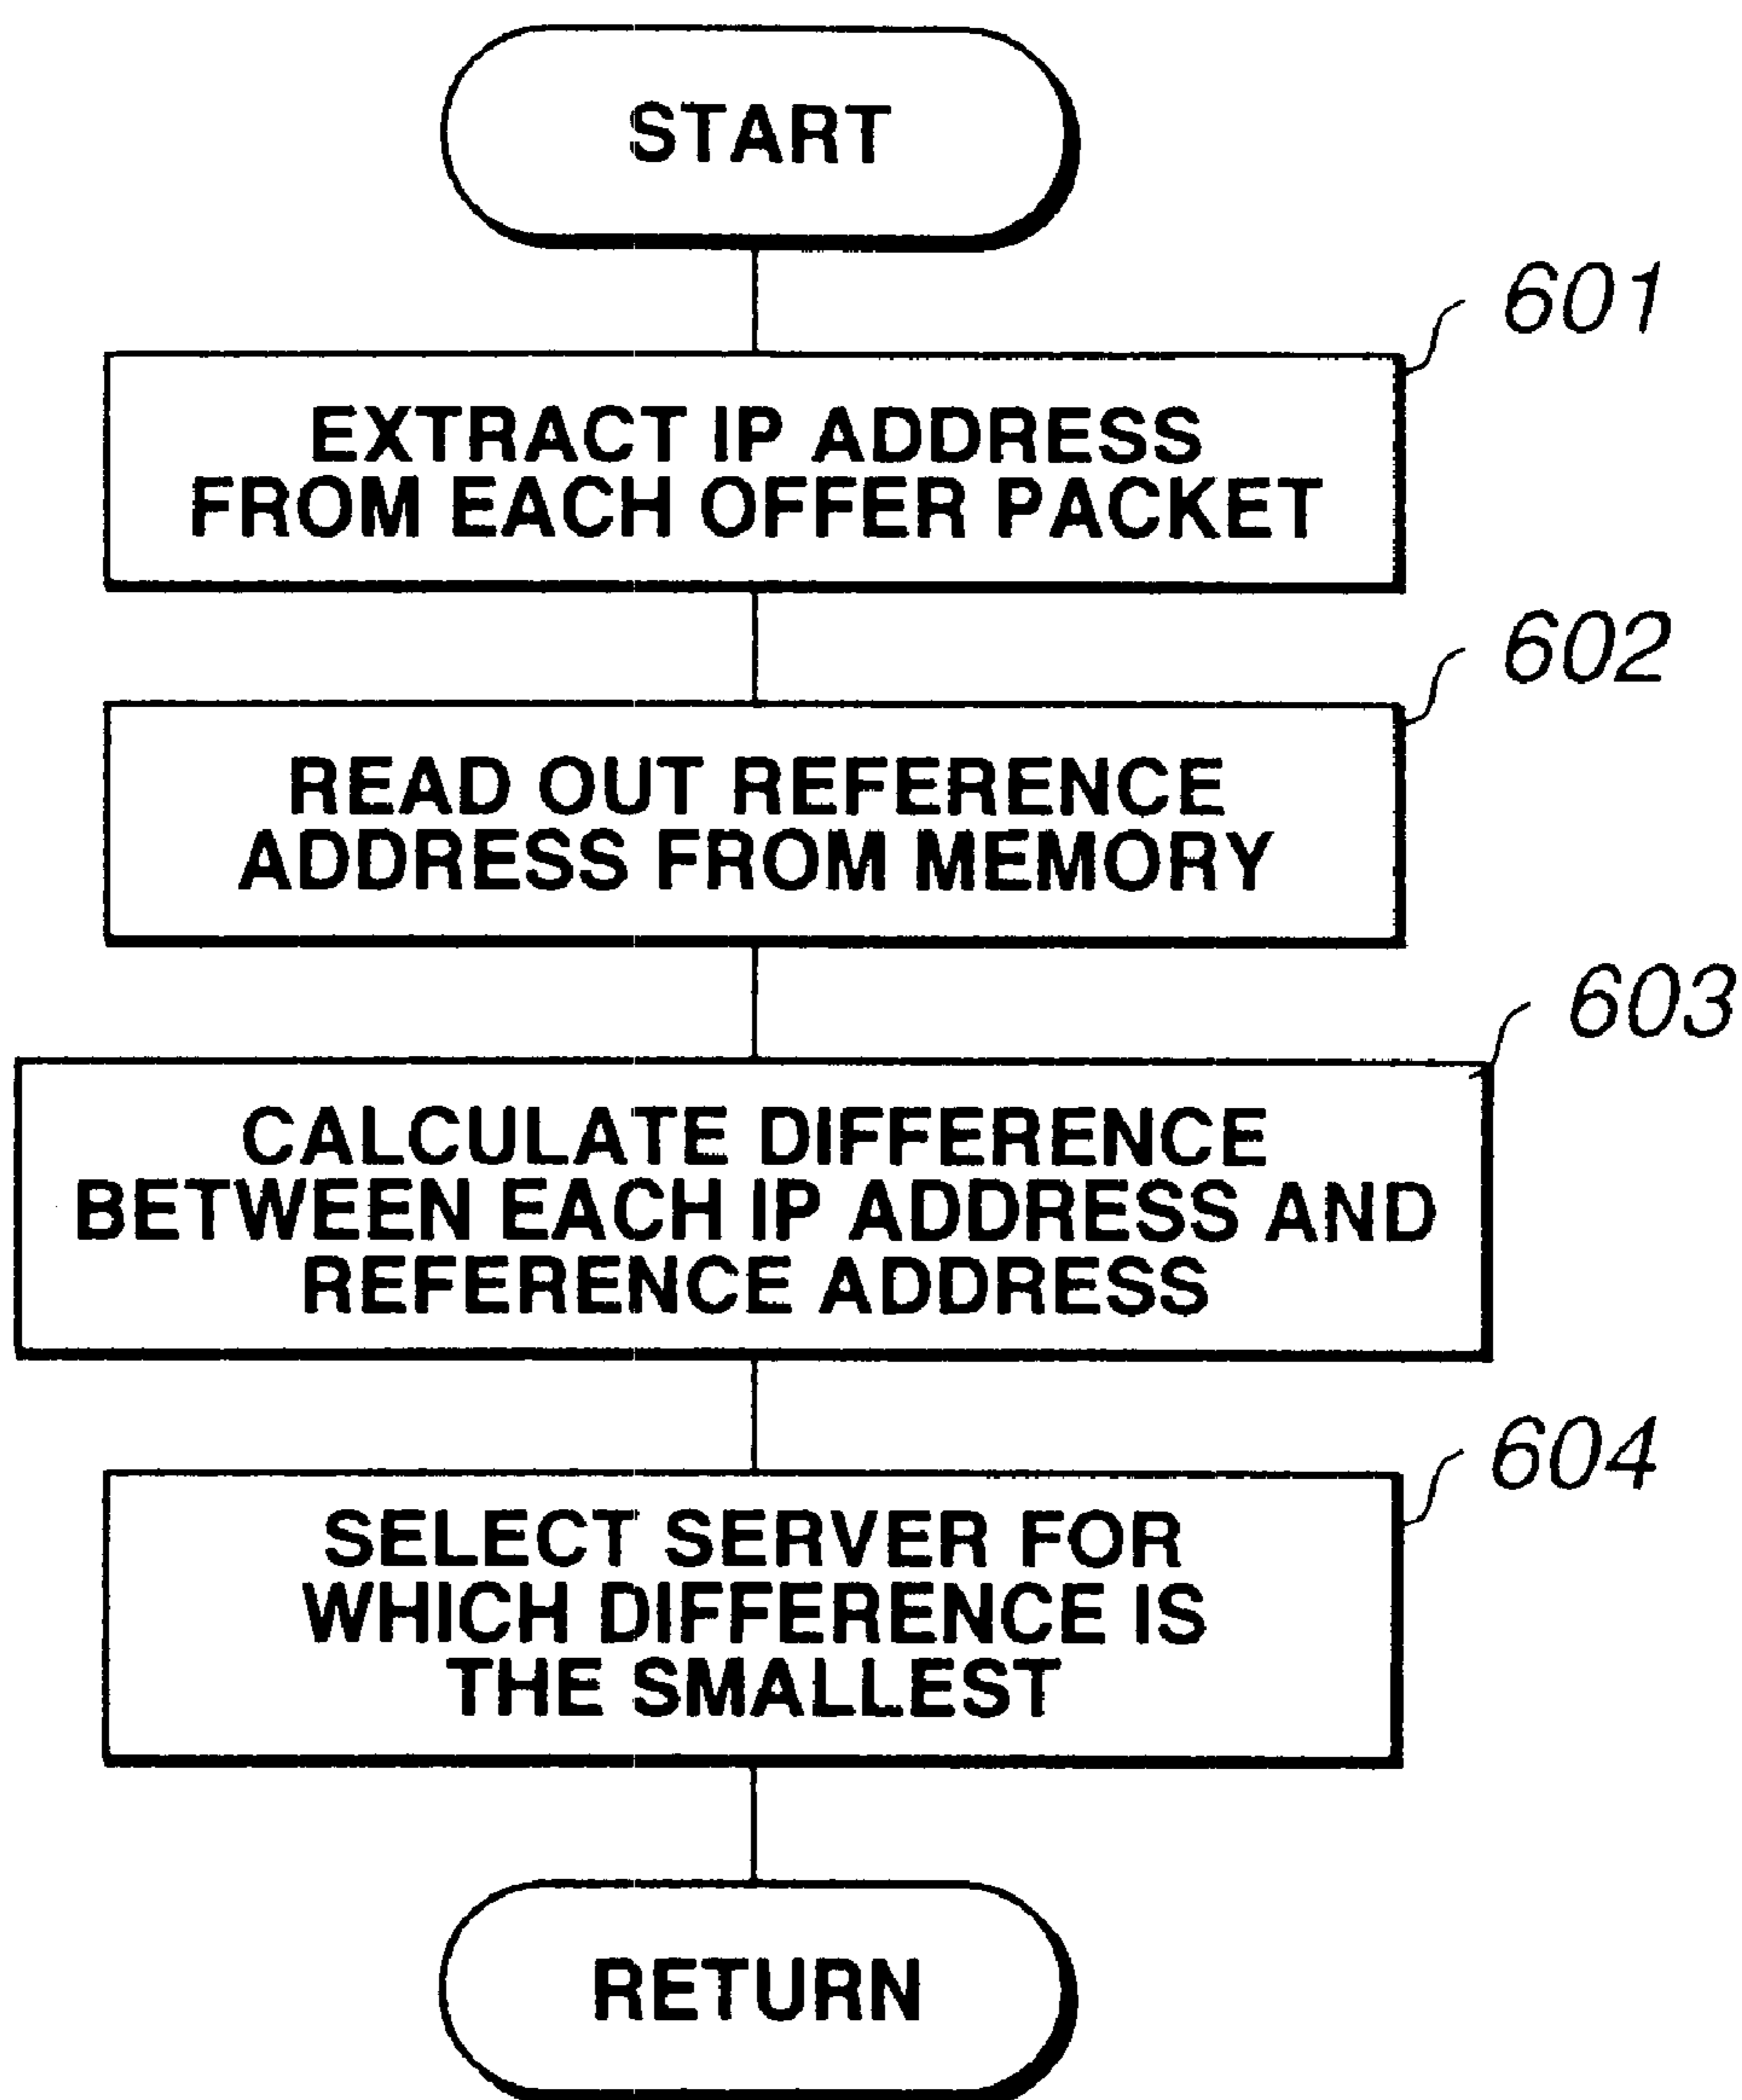 START
601
EXTRACT IP ADDRESS
FROM EACH OFFER PACKET
602
READ OUT REFERENCE
ADDRESS FROM MEMORY
603
CALCULATE DIFFERENCE
BETWEEN EACH IP ADDRESS AND
REFERENCE ADDRESS
604
SELECT SERVER FOR
WHICH DIFFERENCE IS
THE SMALLEST
RETURN